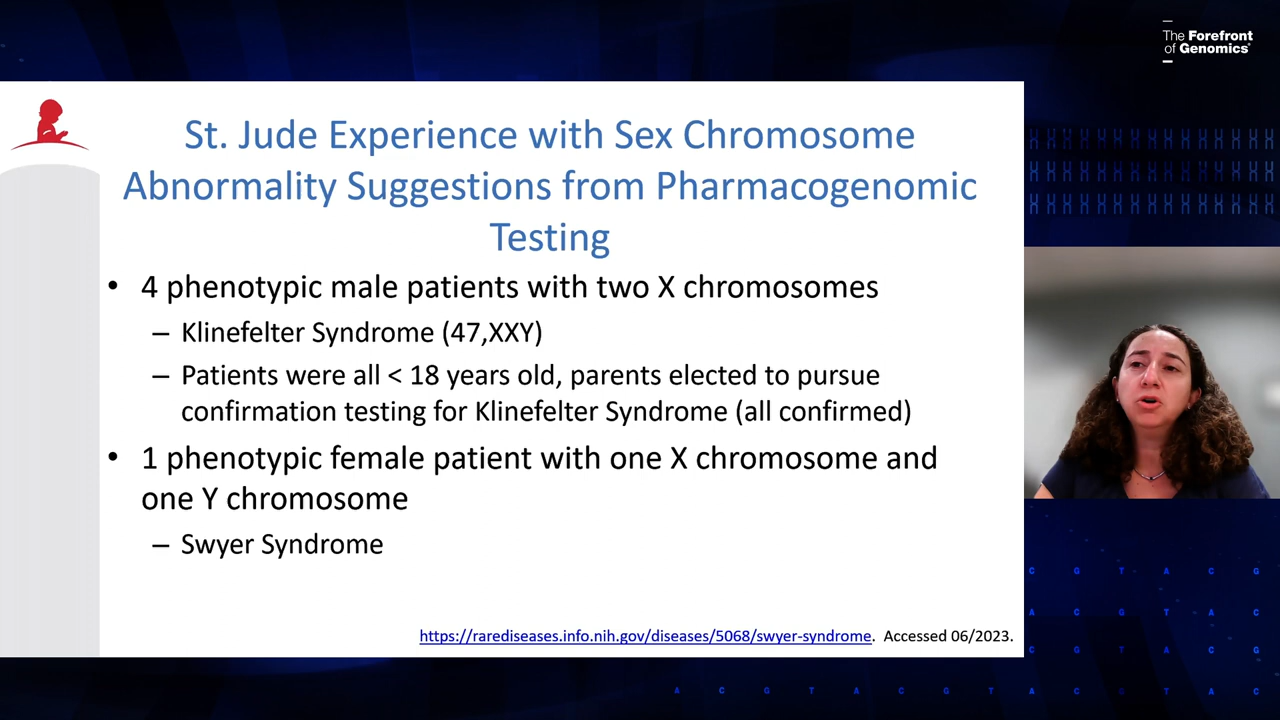 The Forefront
of Genomics®
St. Jude Experience with Sex Chromosome
Abnormality Suggestions from Pharmacogenomic
Testing
• 4 phenotypic male patients with two X chromosomes
– Klinefelter Syndrome (47,XXY)
– Patients were all < 18 years old, parents elected to pursue
confirmation testing for Klinefelter Syndrome (all confirmed)
• 1 phenotypic female patient with one X chromosome and
one Y chromosome
– Swyer Syndrome
https://rarediseases.info.nih.gov/diseases/5068/swyer-syndrome. Accessed 06/2023.
C G T A C G
A C G T A C
C G T A C G
A C G T A C G T A C G T A C